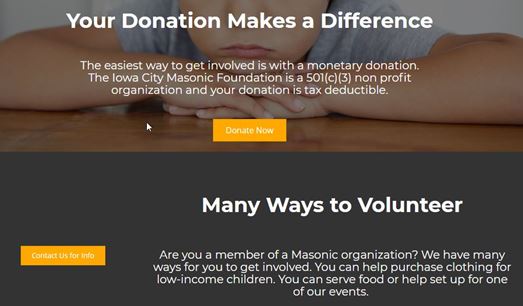 Your Donation Makes a Difference
The easiest way to get involved is with a monetary donation.
The Iowa City Masonic Foundation is a 501(c)(3) non profit
organization and your donation is tax deductible.
Donate Now
Many Ways to Volunteer
Contact Us for Info
Are you a member of a Masonic organization? We have many
ways for you to get involved. You can help purchase clothing for
low-income children. You can serve food or help set up for one
of our events.